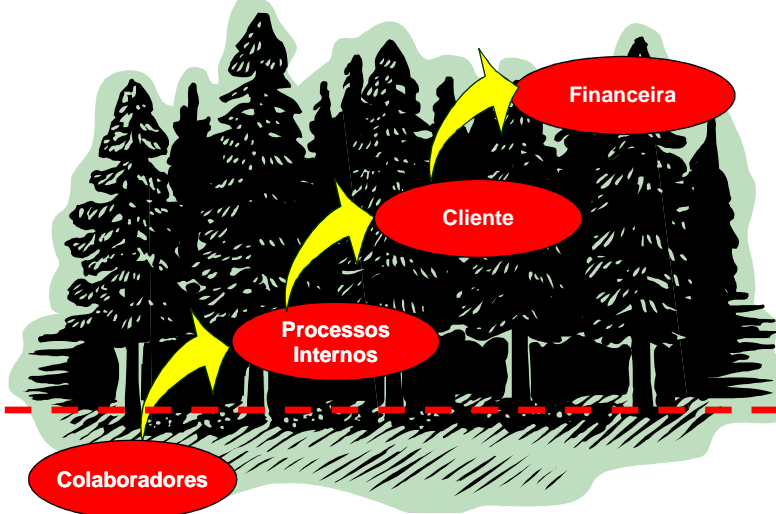 Financeira
Cliente
Processos
Internos
Colaboradores